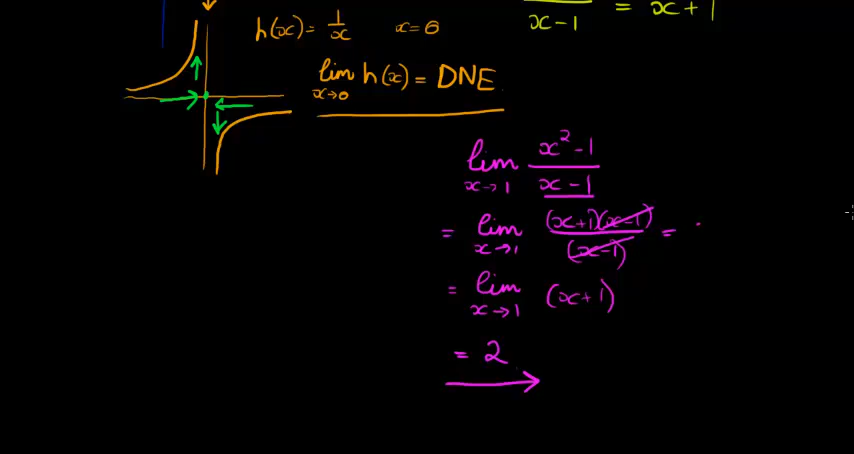 x-1 = x+1
h(x) = 1/x x = 0
lim x→0 h(x) = DNE
lim x→1 x²-1 / x-1
= lim x→1 (x+1)(x-1) / (x-1) =
= lim x→1 (x+1)
= 2